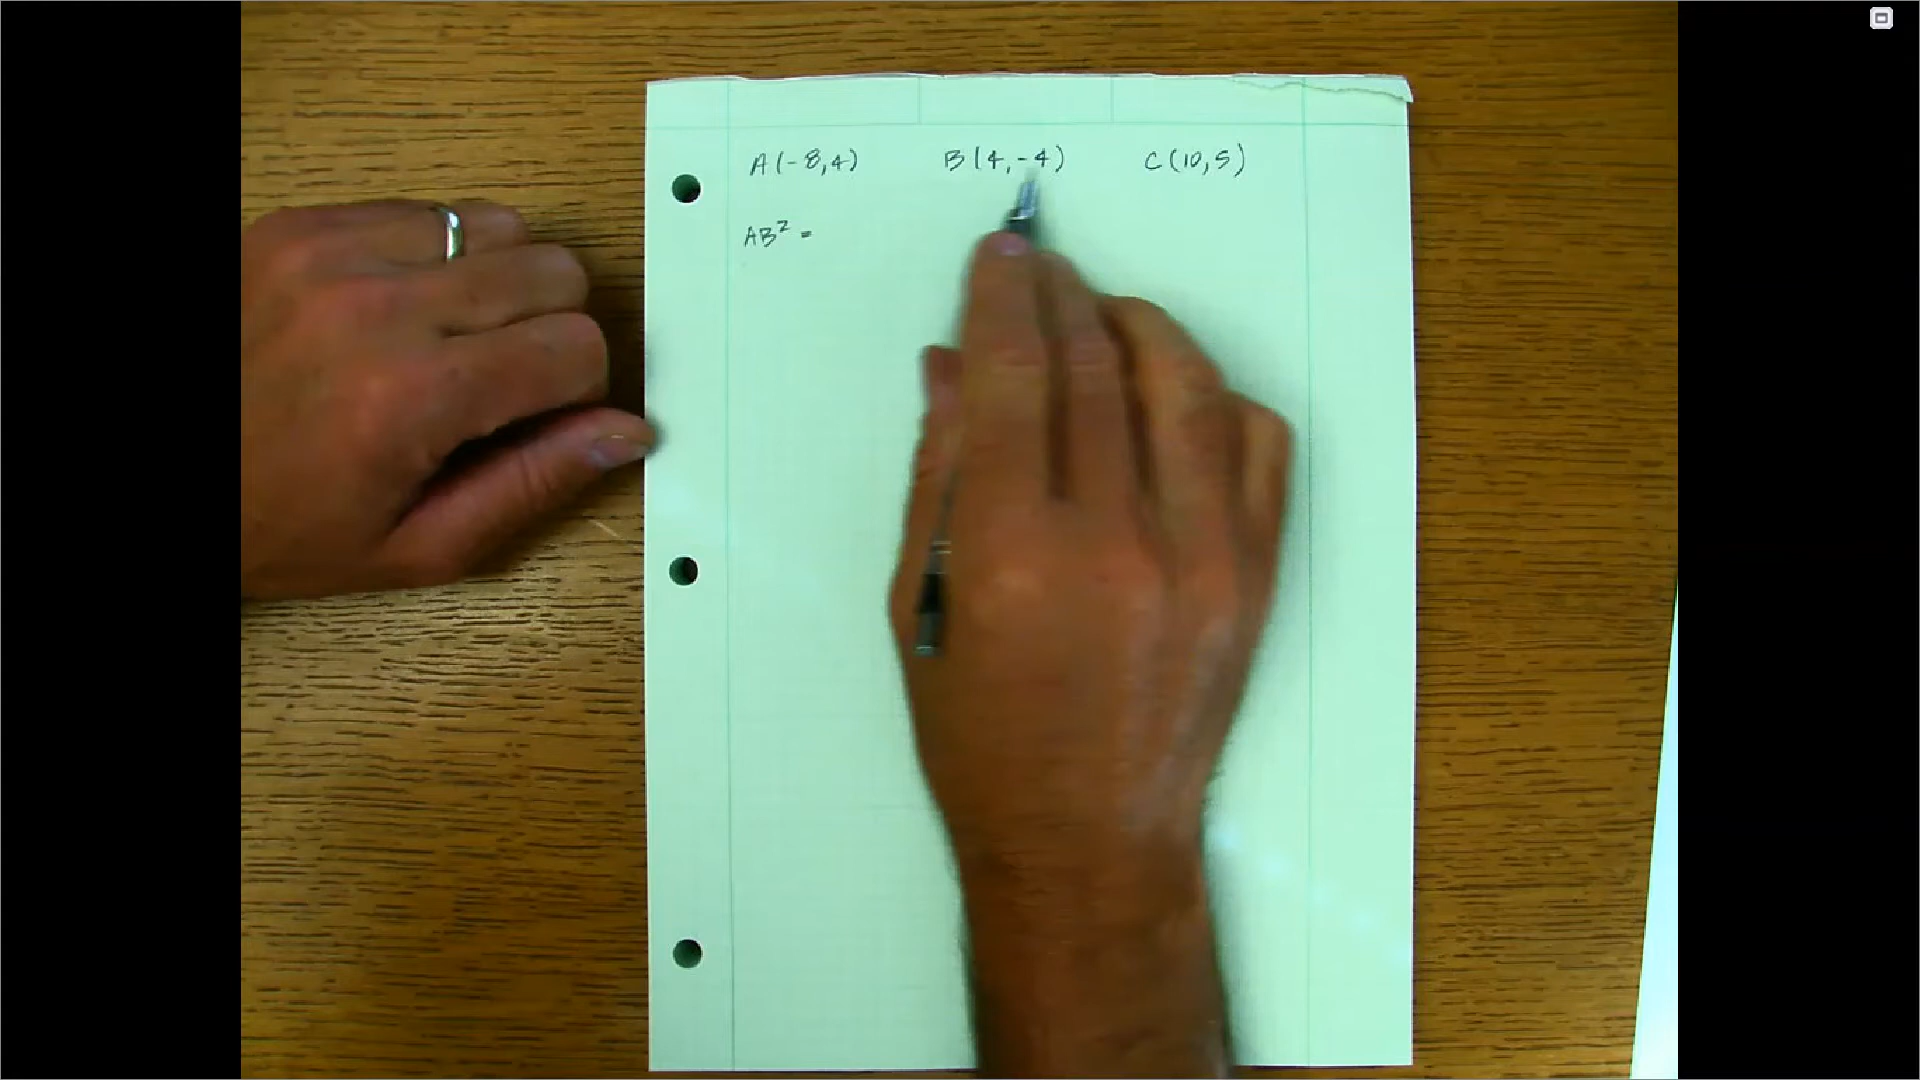 A(-8,4) B(4,-4) C(10,5)
AB² =